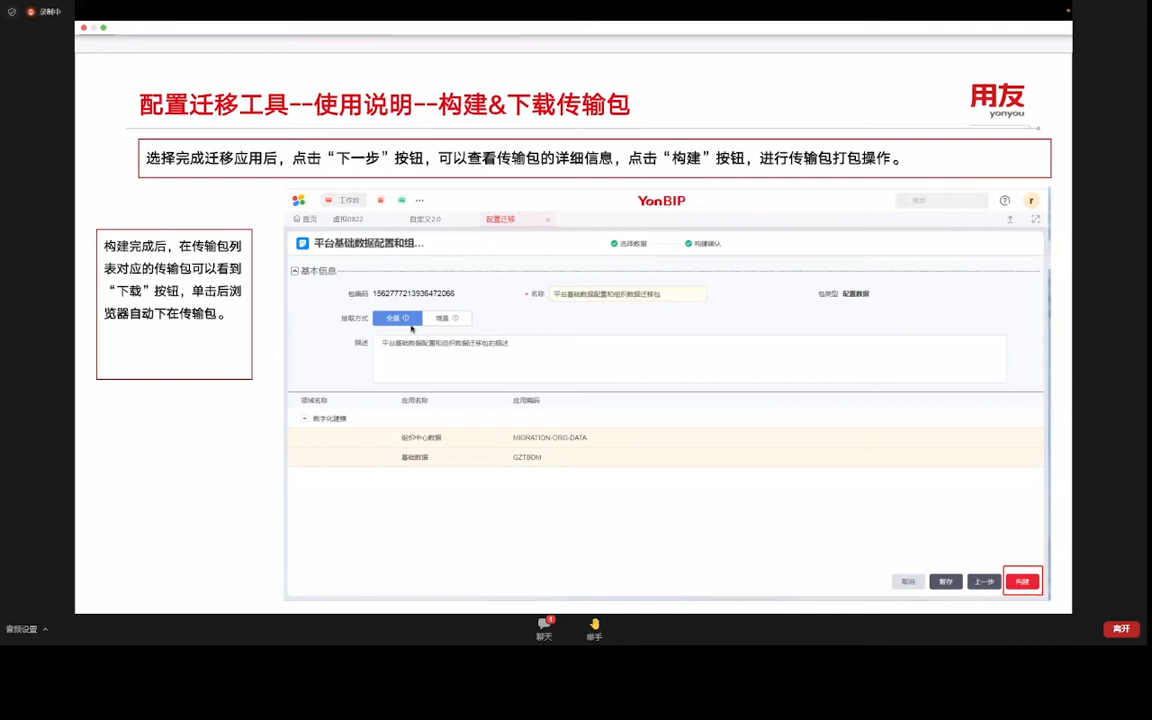 录制中
配置迁移工具--使用说明--构建&下载传输包
用友
yonyou
选择完成迁移应用后，点击“下一步”按钮，可以查看传输包的详细信息，点击“构建”按钮，进行传输包打包操作。
构建完成后，在传输包列
表对应的传输包可以看到
“下载”按钮，单击后浏
览器自动下在传输包。
工作台
YonBIP
搜索
r
首页 虚拟0822 自定义2.0 配置迁移
平台基础数据配置和组...
选择数据 构建确认
基本信息
包编码 1562777213936472066 * 名称 平台基础数据配置和组织数据迁移包 包类型 配置数据
抽取方式 全量 增量
描述 平台基础数据配置和组织数据迁移包的描述
领域名称 应用名称 应用编码
数字化建模
组织中心数据 MIGRATION-ORG-DATA
基础数据 GZTBDM
取消 暂存 上一步 构建
1
音频设置 聊天 举手 离开